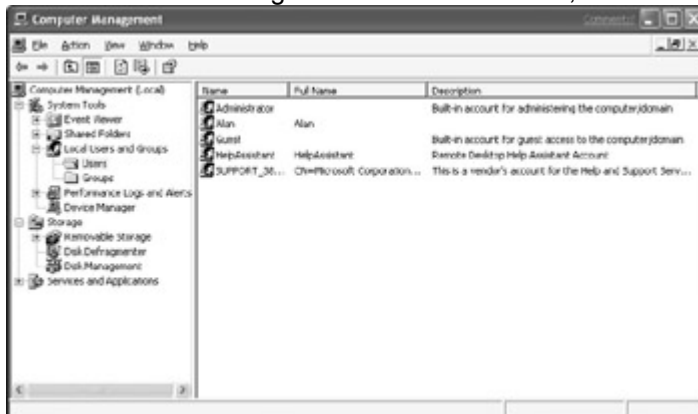 Computer Management
File Action View Window Help
Computer Management (Local)
System Tools
Event Viewer
Shared Folders
Local Users and Groups
Users
Groups
Performance Logs and Alerts
Device Manager
Storage
Removable Storage
Disk Defragmenter
Disk Management
Services and Applications
Name Full Name Description
Administrator Built-in account for administering the computer/domain
Alan Alan
Guest Built-in account for guest access to the computer/domain
HelpAssistant HelpAssistant Remote Desktop Help Assistant Account
SUPPORT_38... CN=Microsoft Corporation... This is a vendor's account for the Help and Support Serv...